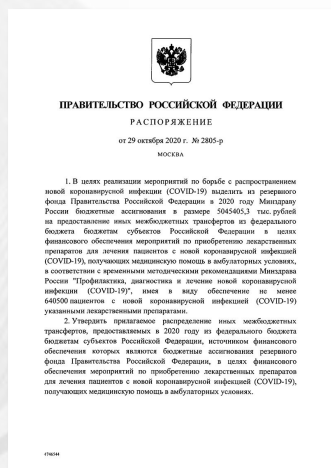 ПРАВИТЕЛЬСТВО РОССИЙСКОЙ ФЕДЕРАЦИИ
РАСПОРЯЖЕНИЕ
от 29 октября 2020 г. № 2805-р
МОСКВА
1. В целях реализации мероприятий по борьбе с распространением
новой коронавирусной инфекции (COVID-19) выделить из резервного
фонда Правительства Российской Федерации в 2020 году Минздраву
России бюджетные ассигнования в размере 5045405,3 тыс. рублей
на предоставление иных межбюджетных трансфертов из федерального
бюджета бюджетам субъектов Российской Федерации в целях
финансового обеспечения мероприятий по приобретению лекарственных
препаратов для лечения пациентов с новой коронавирусной инфекцией
(COVID-19), получающих медицинскую помощь в амбулаторных условиях,
в соответствии с временными методическими рекомендациями Минздрава
России "Профилактика, диагностика и лечение новой коронавирусной
инфекции (COVID-19)", имея в виду обеспечение не менее
640500 пациентов с новой коронавирусной инфекцией (COVID-19)
указанными лекарственными препаратами.
2. Утвердить прилагаемое распределение иных межбюджетных
трансфертов, предоставляемых в 2020 году из федерального бюджета
бюджетам субъектов Российской Федерации, источником финансового
обеспечения которых являются бюджетные ассигнования резервного
фонда Правительства Российской Федерации, в целях финансового
обеспечения мероприятий по приобретению лекарственных препаратов
для лечения пациентов с новой коронавирусной инфекцией (COVID-19),
получающих медицинскую помощь в амбулаторных условиях.
4746544